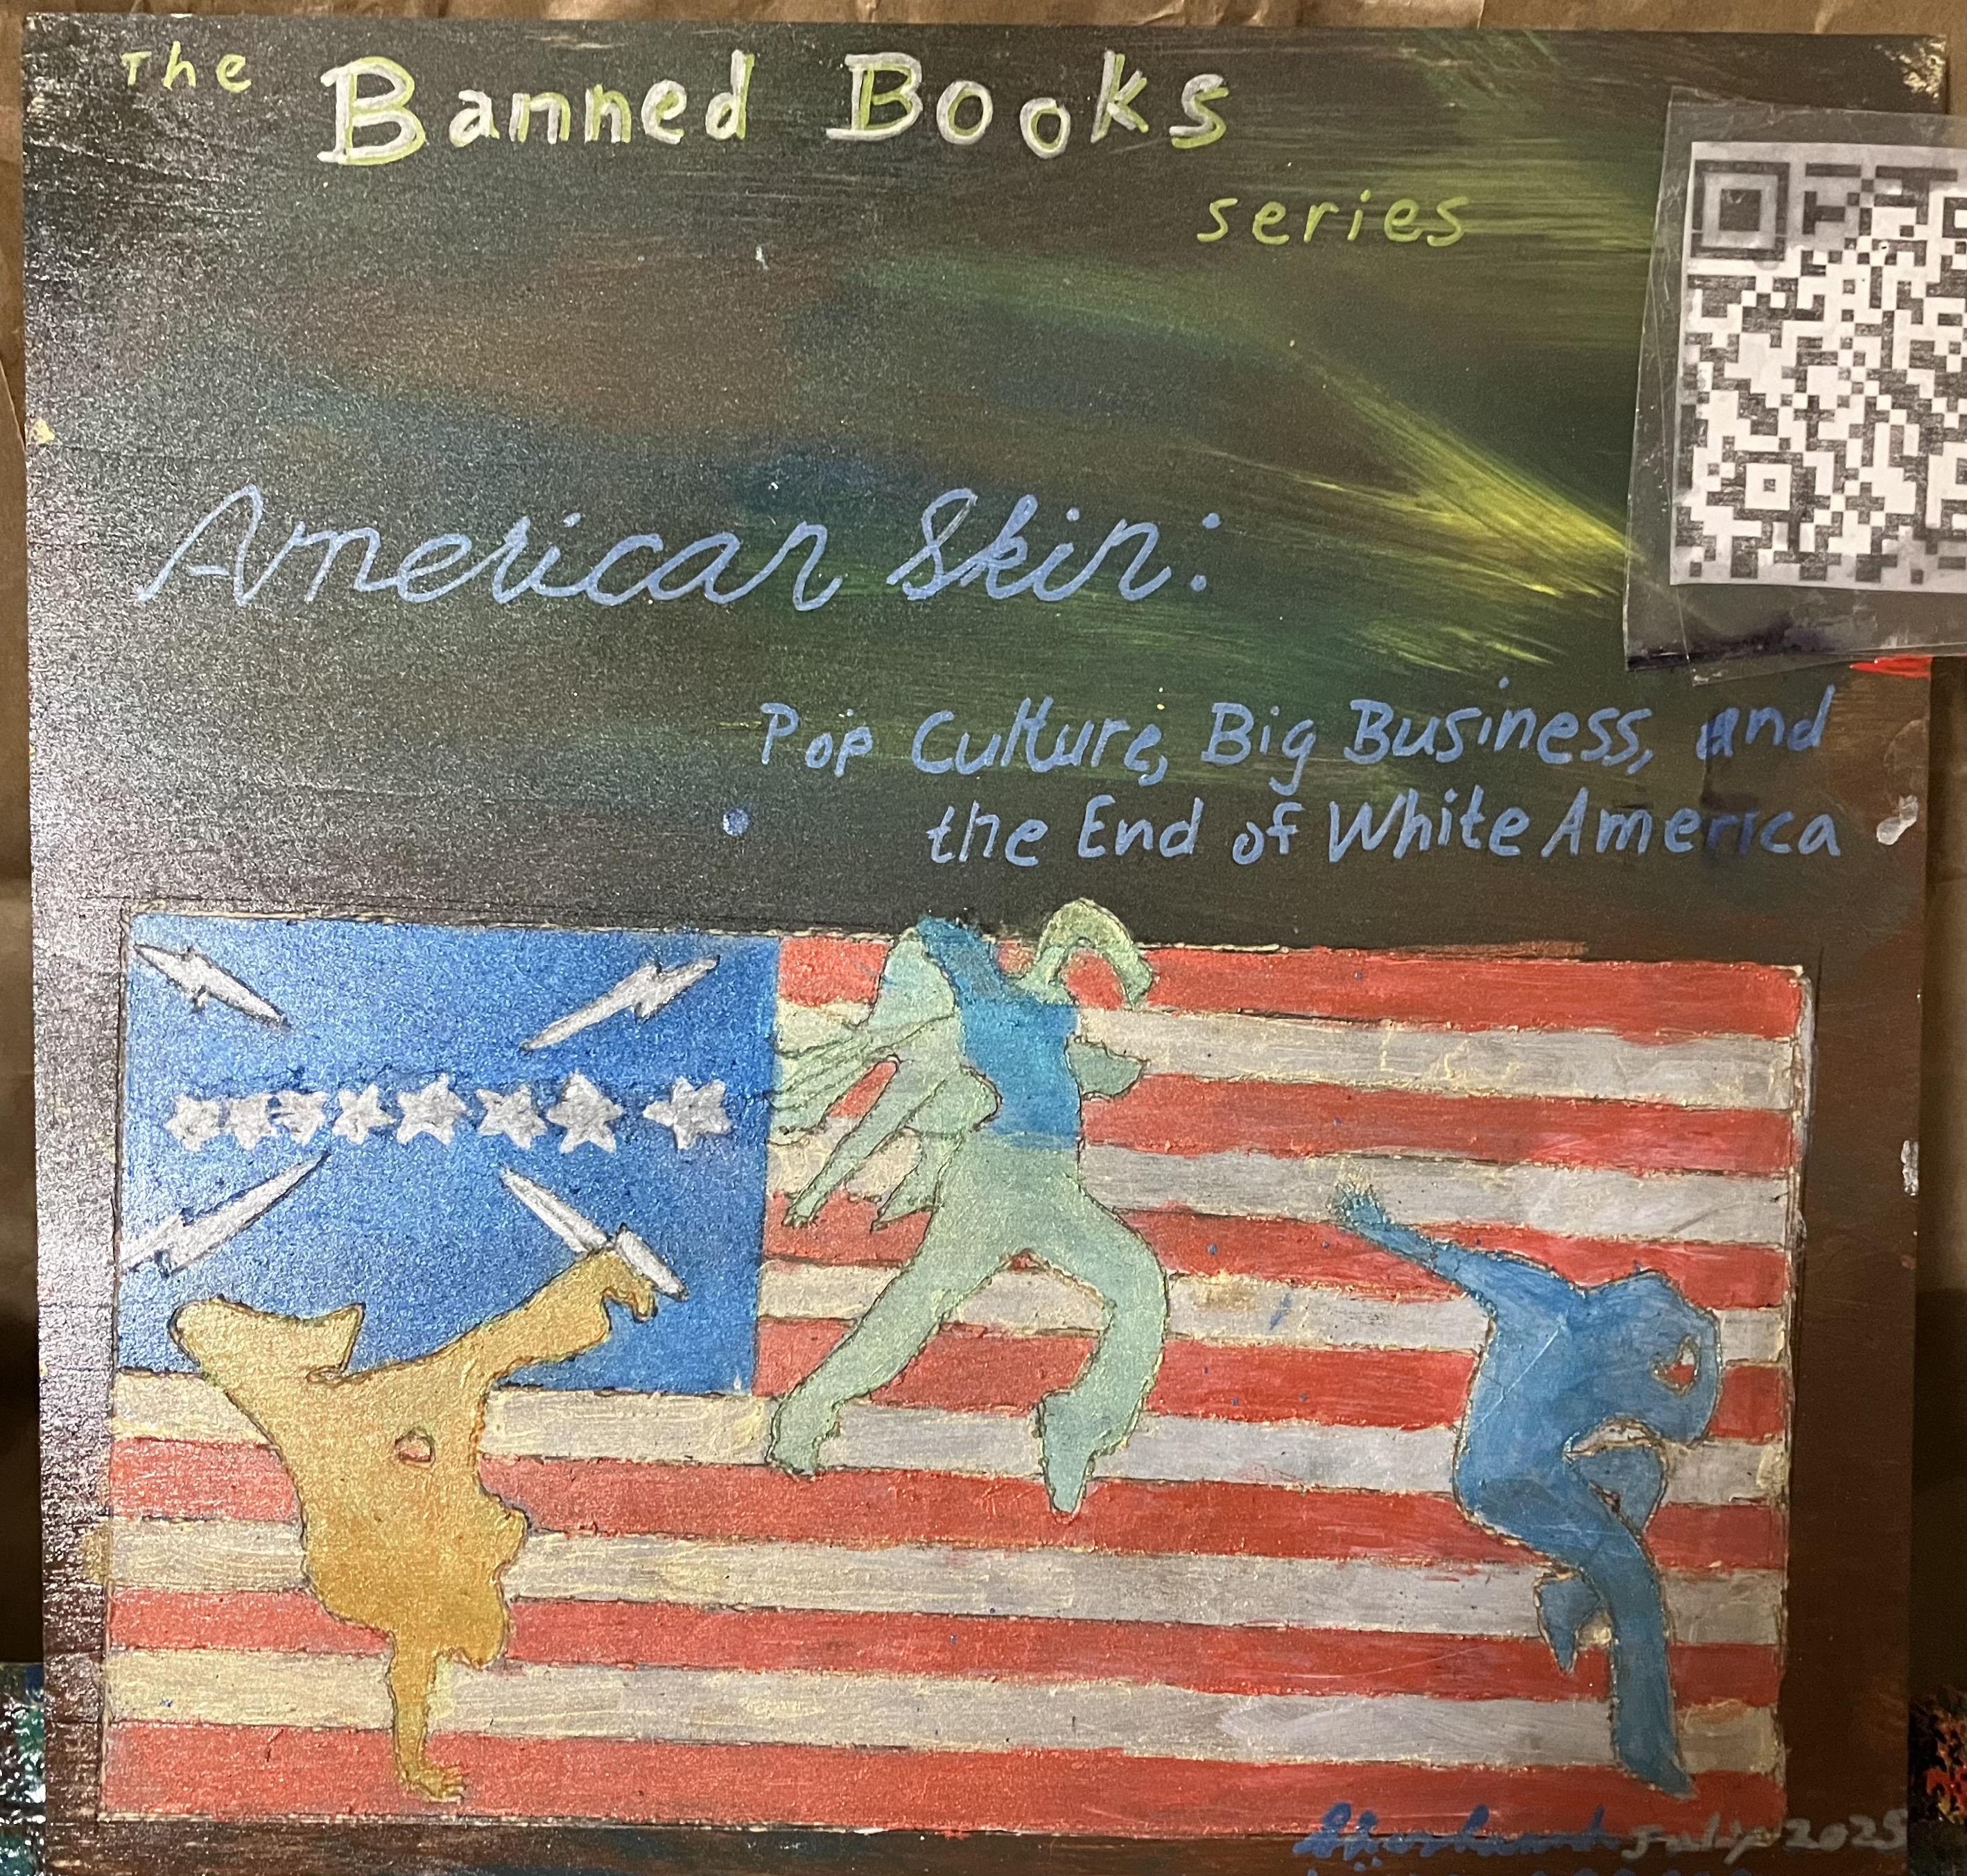 The Banned Books
series
American Skin:
Pop Culture, Big Business, and
the End of White America
July 2025